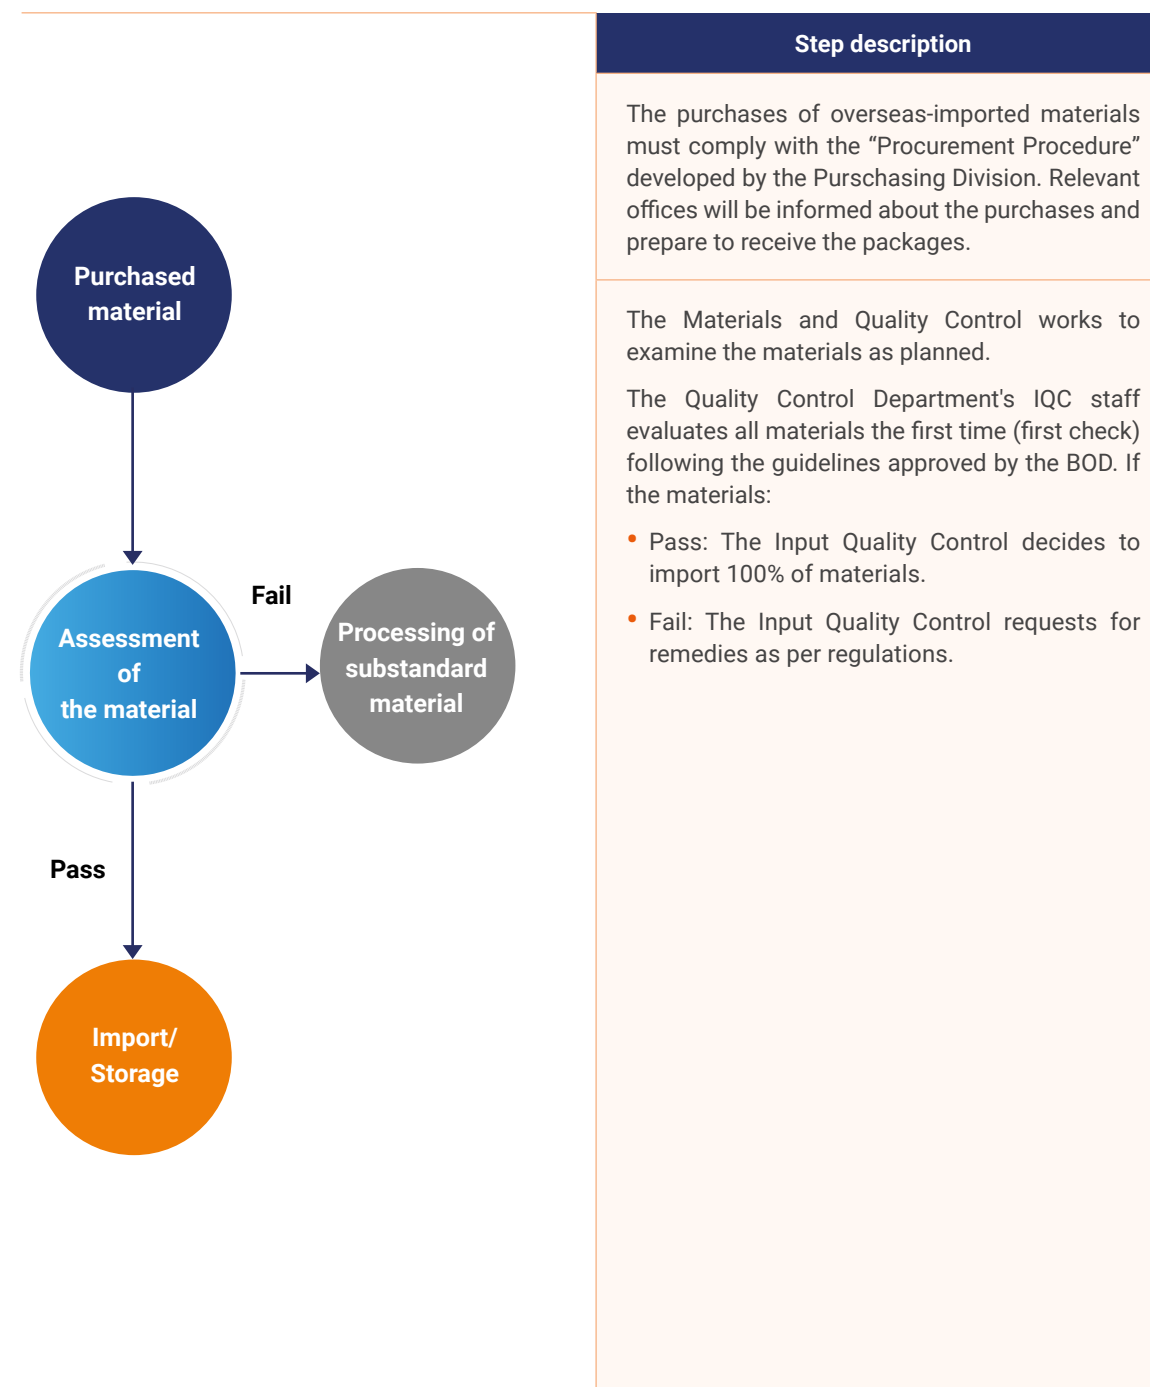 Step description
The purchases of overseas-imported materials
must comply with the “Procurement Procedure”
developed by the Purschasing Division. Relevant
offices will be informed about the purchases and
prepare to receive the packages.
The Materials and Quality Control works to
examine the materials as planned.
The Quality Control Department's IQC staff
evaluates all materials the first time (first check)
following the guidelines approved by the BOD. If
the materials:
• Pass: The Input Quality Control decides to
import 100% of materials.
• Fail: The Input Quality Control requests for
remedies as per regulations.
Purchased
material
Assessment
of
the material
Fail
Processing of
substandard
material
Pass
Import/
Storage